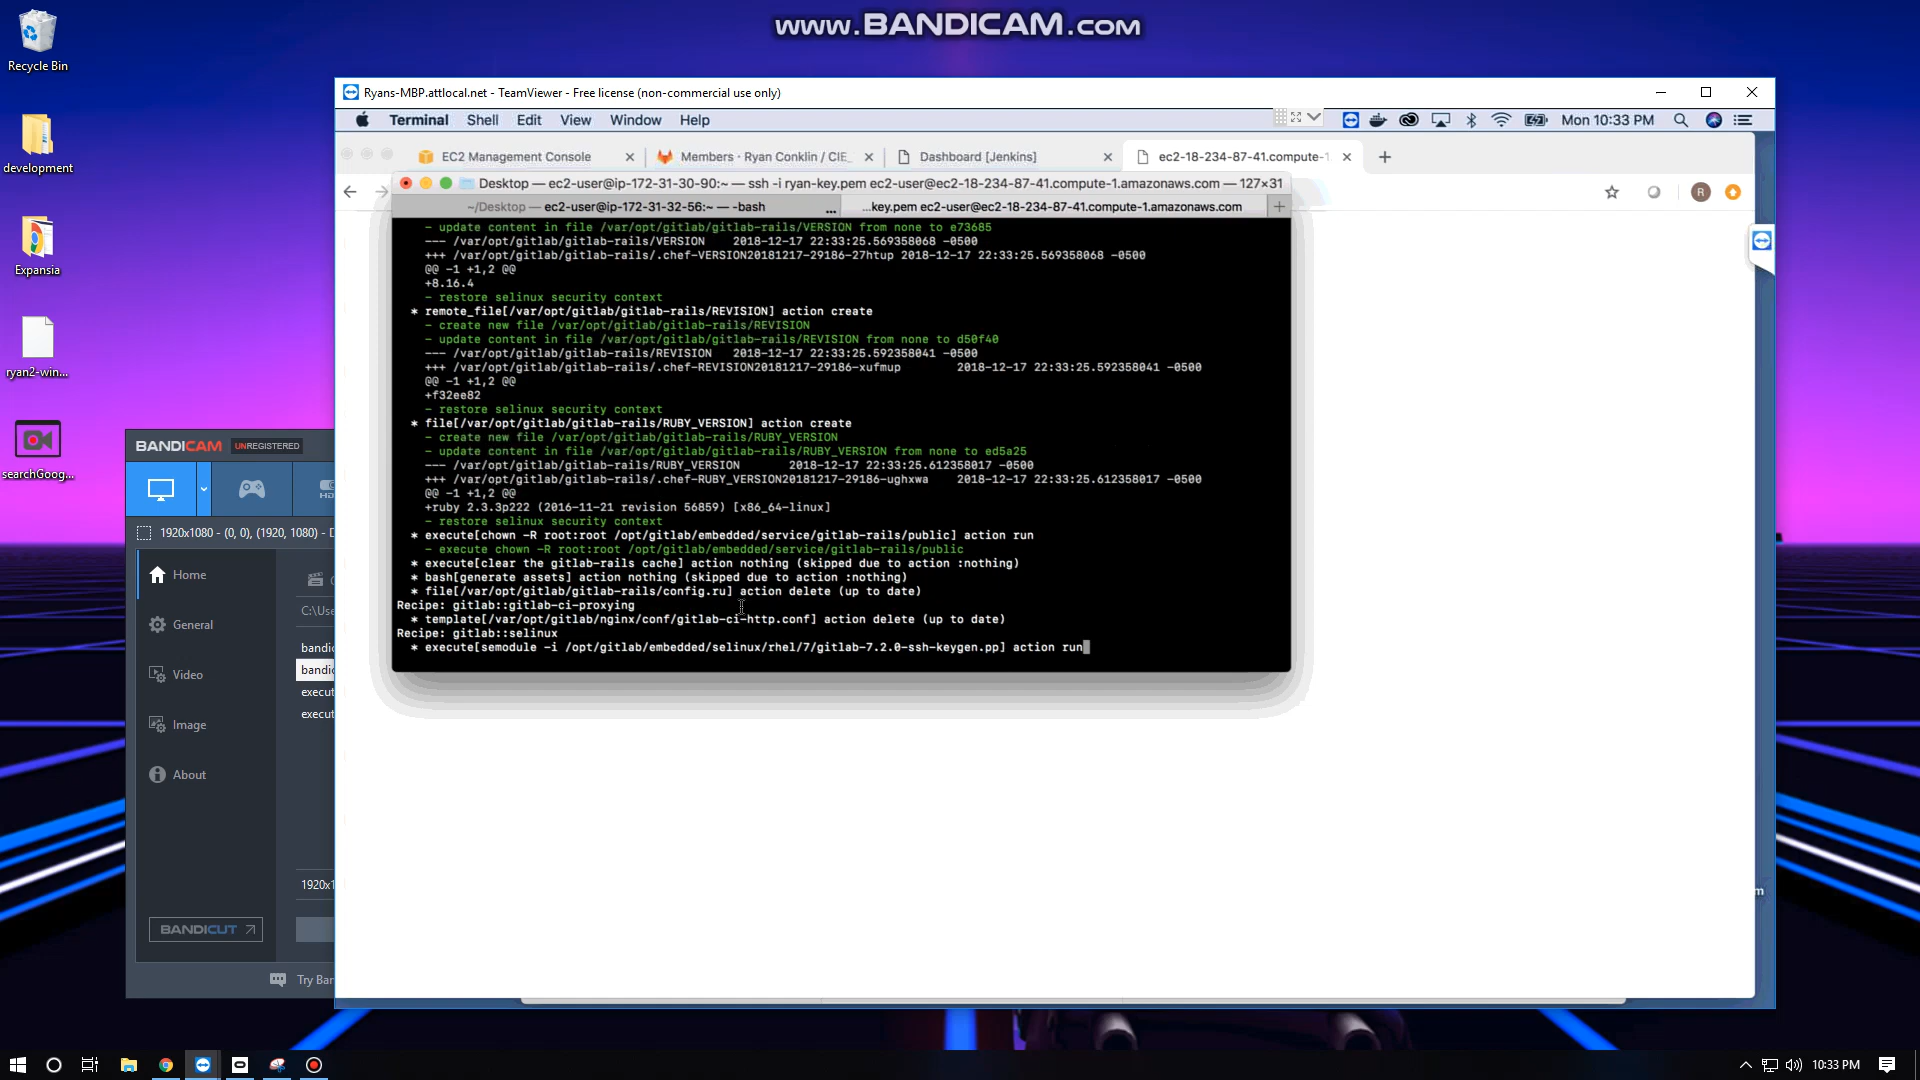 www.BANDICAM.com
Recycle Bin
development
Expansia
ryan2-win...
searchGoog...
Ryans-MBP.attlocal.net - TeamViewer - Free license (non-commercial use only)
Terminal Shell Edit View Window Help
Mon 10:33 PM
EC2 Management Console
Members · Ryan Conklin / CIE_
Dashboard [Jenkins]
ec2-18-234-87-41.compute-1
R
Desktop — ec2-user@ip-172-31-30-90:~ — ssh -i ryan-key.pem ec2-user@ec2-18-234-87-41.compute-1.amazonaws.com — 127×31
~/Desktop — ec2-user@ip-172-31-32-56:~ — -bash ...
...key.pem ec2-user@ec2-18-234-87-41.compute-1.amazonaws.com
- update content in file /var/opt/gitlab/gitlab-rails/VERSION from none to e73685
--- /var/opt/gitlab/gitlab-rails/VERSION 2018-12-17 22:33:25.569358068 -0500
+++ /var/opt/gitlab/gitlab-rails/.chef-VERSION20181217-29186-27htup 2018-12-17 22:33:25.569358068 -0500
@@ -1 +1,2 @@
+8.16.4
- restore selinux security context
* remote_file[/var/opt/gitlab/gitlab-rails/REVISION] action create
- create new file /var/opt/gitlab/gitlab-rails/REVISION
- update content in file /var/opt/gitlab/gitlab-rails/REVISION from none to d50f40
--- /var/opt/gitlab/gitlab-rails/REVISION 2018-12-17 22:33:25.592358041 -0500
+++ /var/opt/gitlab/gitlab-rails/.chef-REVISION20181217-29186-xufmup 2018-12-17 22:33:25.592358041 -0500
@@ -1 +1,2 @@
+f32ee82
- restore selinux security context
* file[/var/opt/gitlab/gitlab-rails/RUBY_VERSION] action create
- create new file /var/opt/gitlab/gitlab-rails/RUBY_VERSION
- update content in file /var/opt/gitlab/gitlab-rails/RUBY_VERSION from none to ed5a25
--- /var/opt/gitlab/gitlab-rails/RUBY_VERSION 2018-12-17 22:33:25.612358017 -0500
+++ /var/opt/gitlab/gitlab-rails/.chef-RUBY_VERSION20181217-29186-ughxwa 2018-12-17 22:33:25.612358017 -0500
@@ -1 +1,2 @@
+ruby 2.3.3p222 (2016-11-21 revision 56859) [x86_64-linux]
- restore selinux security context
* execute[chown -R root:root /opt/gitlab/embedded/service/gitlab-rails/public] action run
- execute chown -R root:root /opt/gitlab/embedded/service/gitlab-rails/public
* execute[clear the gitlab-rails cache] action nothing (skipped due to action :nothing)
* bash[generate assets] action nothing (skipped due to action :nothing)
* file[/var/opt/gitlab/gitlab-rails/config.ru] action delete (up to date)
Recipe: gitlab::gitlab-ci-proxying
* template[/var/opt/gitlab/nginx/conf/gitlab-ci-http.conf] action delete (up to date)
Recipe: gitlab::selinux
* execute[semodule -i /opt/gitlab/embedded/selinux/rhel/7/gitlab-7.2.0-ssh-keygen.pp] action run
BANDICAM UNREGISTERED
1920x1080 - (0, 0), (1920, 1080) - D
Home
General
Video
Image
About
C:\Use
bandic
bandic
execut
execut
1920x1
BANDICUT
Try Ban
m
10:33 PM